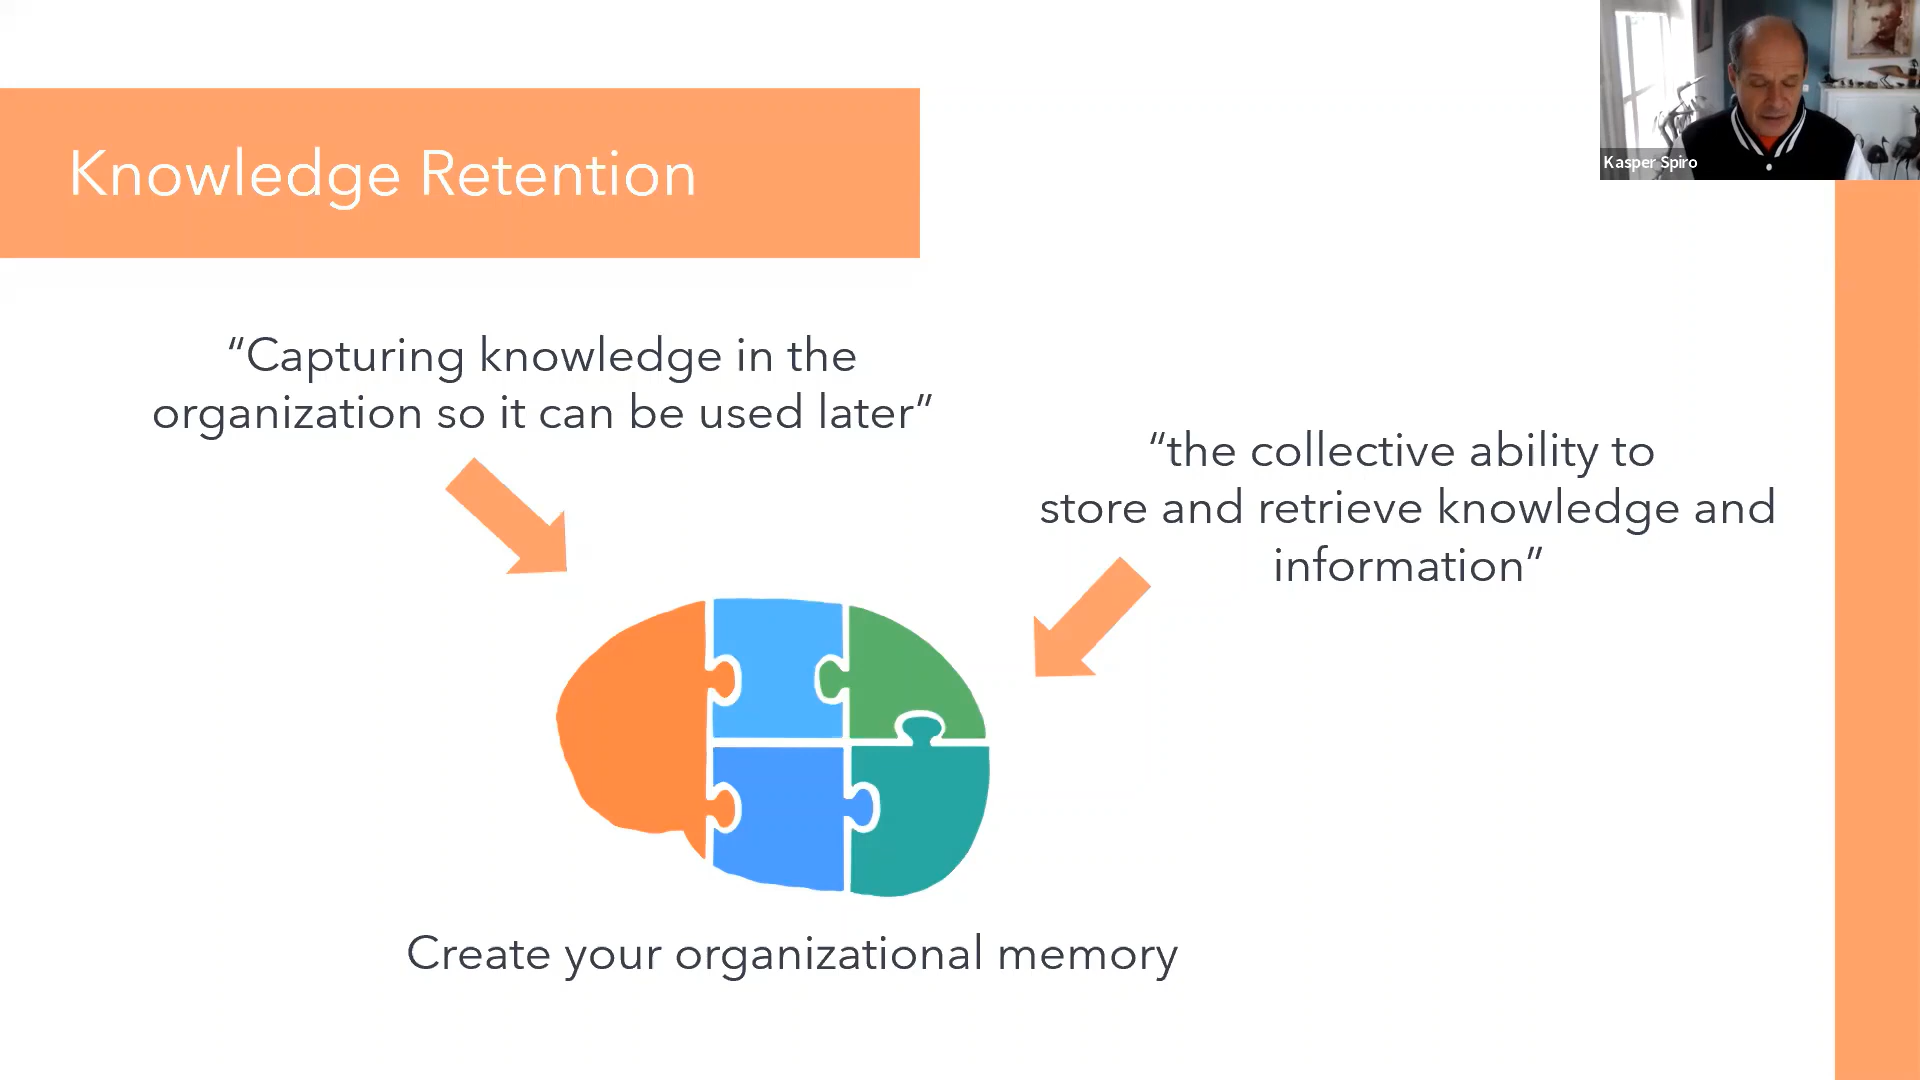 Kasper Spiro
Knowledge Retention
“Capturing knowledge in the
organization so it can be used later”
“the collective ability to
store and retrieve knowledge and
information”
Create your organizational memory